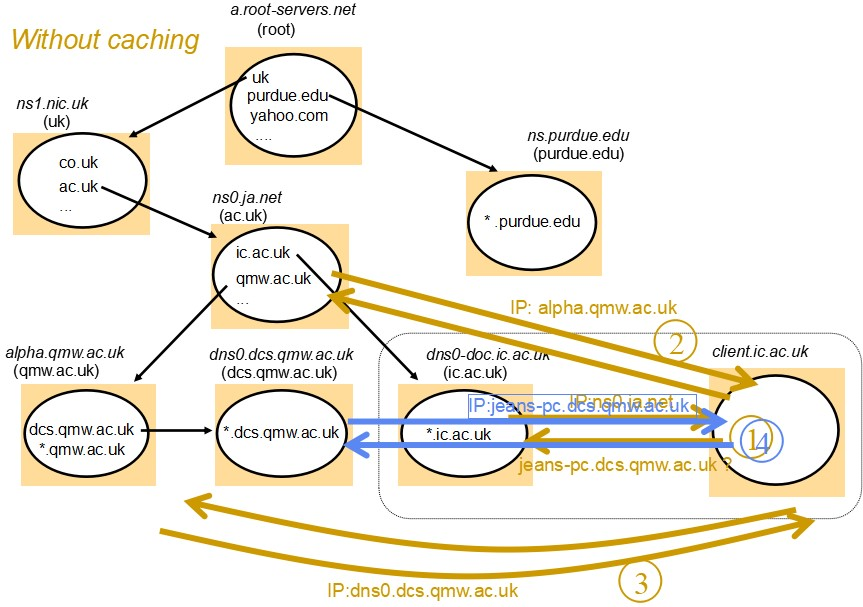 a.root-servers.net
(root)
Without caching
uk
purdue.edu
yahoo.com
....
ns1.nic.uk
(uk)
co.uk
ac.uk
...
ns.purdue.edu
(purdue.edu)
* .purdue.edu
ns0.ja.net
(ac.uk)
ic.ac.uk
qmw.ac.uk
...
IP: alpha.qmw.ac.uk
2
alpha.qmw.ac.uk
(qmw.ac.uk)
dns0.dcs.qmw.ac.uk
(dcs.qmw.ac.uk)
dns0-doc.ic.ac.uk
(ic.ac.uk)
client.ic.ac.uk
IP:ns0.ja.net
IP:jeans-pc.dcs.qmw.ac.uk
dcs.qmw.ac.uk
*.qmw.ac.uk
*.dcs.qmw.ac.uk
*.ic.ac.uk
1
4
jeans-pc.dcs.qmw.ac.uk ?
3
IP:dns0.dcs.qmw.ac.uk